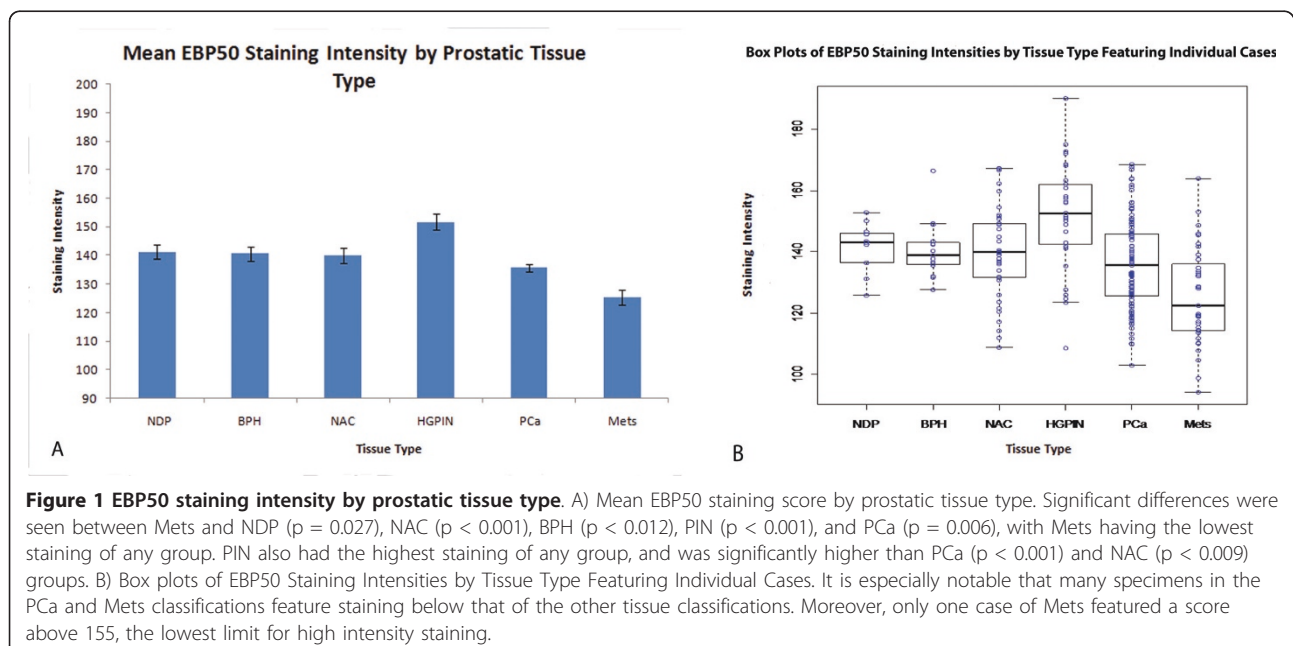 Mean EBP50 Staining Intensity by Prostatic Tissue
Type
200
190
180
170
160
150
140
130
120
110
100
90
Staining Intensity
NDP BPH NAC HGPIN PCa Mets
Tissue Type
A
Box Plots of EBP50 Staining Intensities by Tissue Type Featuring Individual Cases
180
160
140
120
100
Staining Intensity
NDP BPH NAC HGPIN PCa Mets
Tissue Type
B
Figure 1 EBP50 staining intensity by prostatic tissue type. A) Mean EBP50 staining score by prostatic tissue type. Significant differences were
seen between Mets and NDP (p = 0.027), NAC (p < 0.001), BPH (p < 0.012), PIN (p < 0.001), and PCa (p = 0.006), with Mets having the lowest
staining of any group. PIN also had the highest staining of any group, and was significantly higher than PCa (p < 0.001) and NAC (p < 0.009)
groups. B) Box plots of EBP50 Staining Intensities by Tissue Type Featuring Individual Cases. It is especially notable that many specimens in the
PCa and Mets classifications feature staining below that of the other tissue classifications. Moreover, only one case of Mets featured a score
above 155, the lowest limit for high intensity staining.